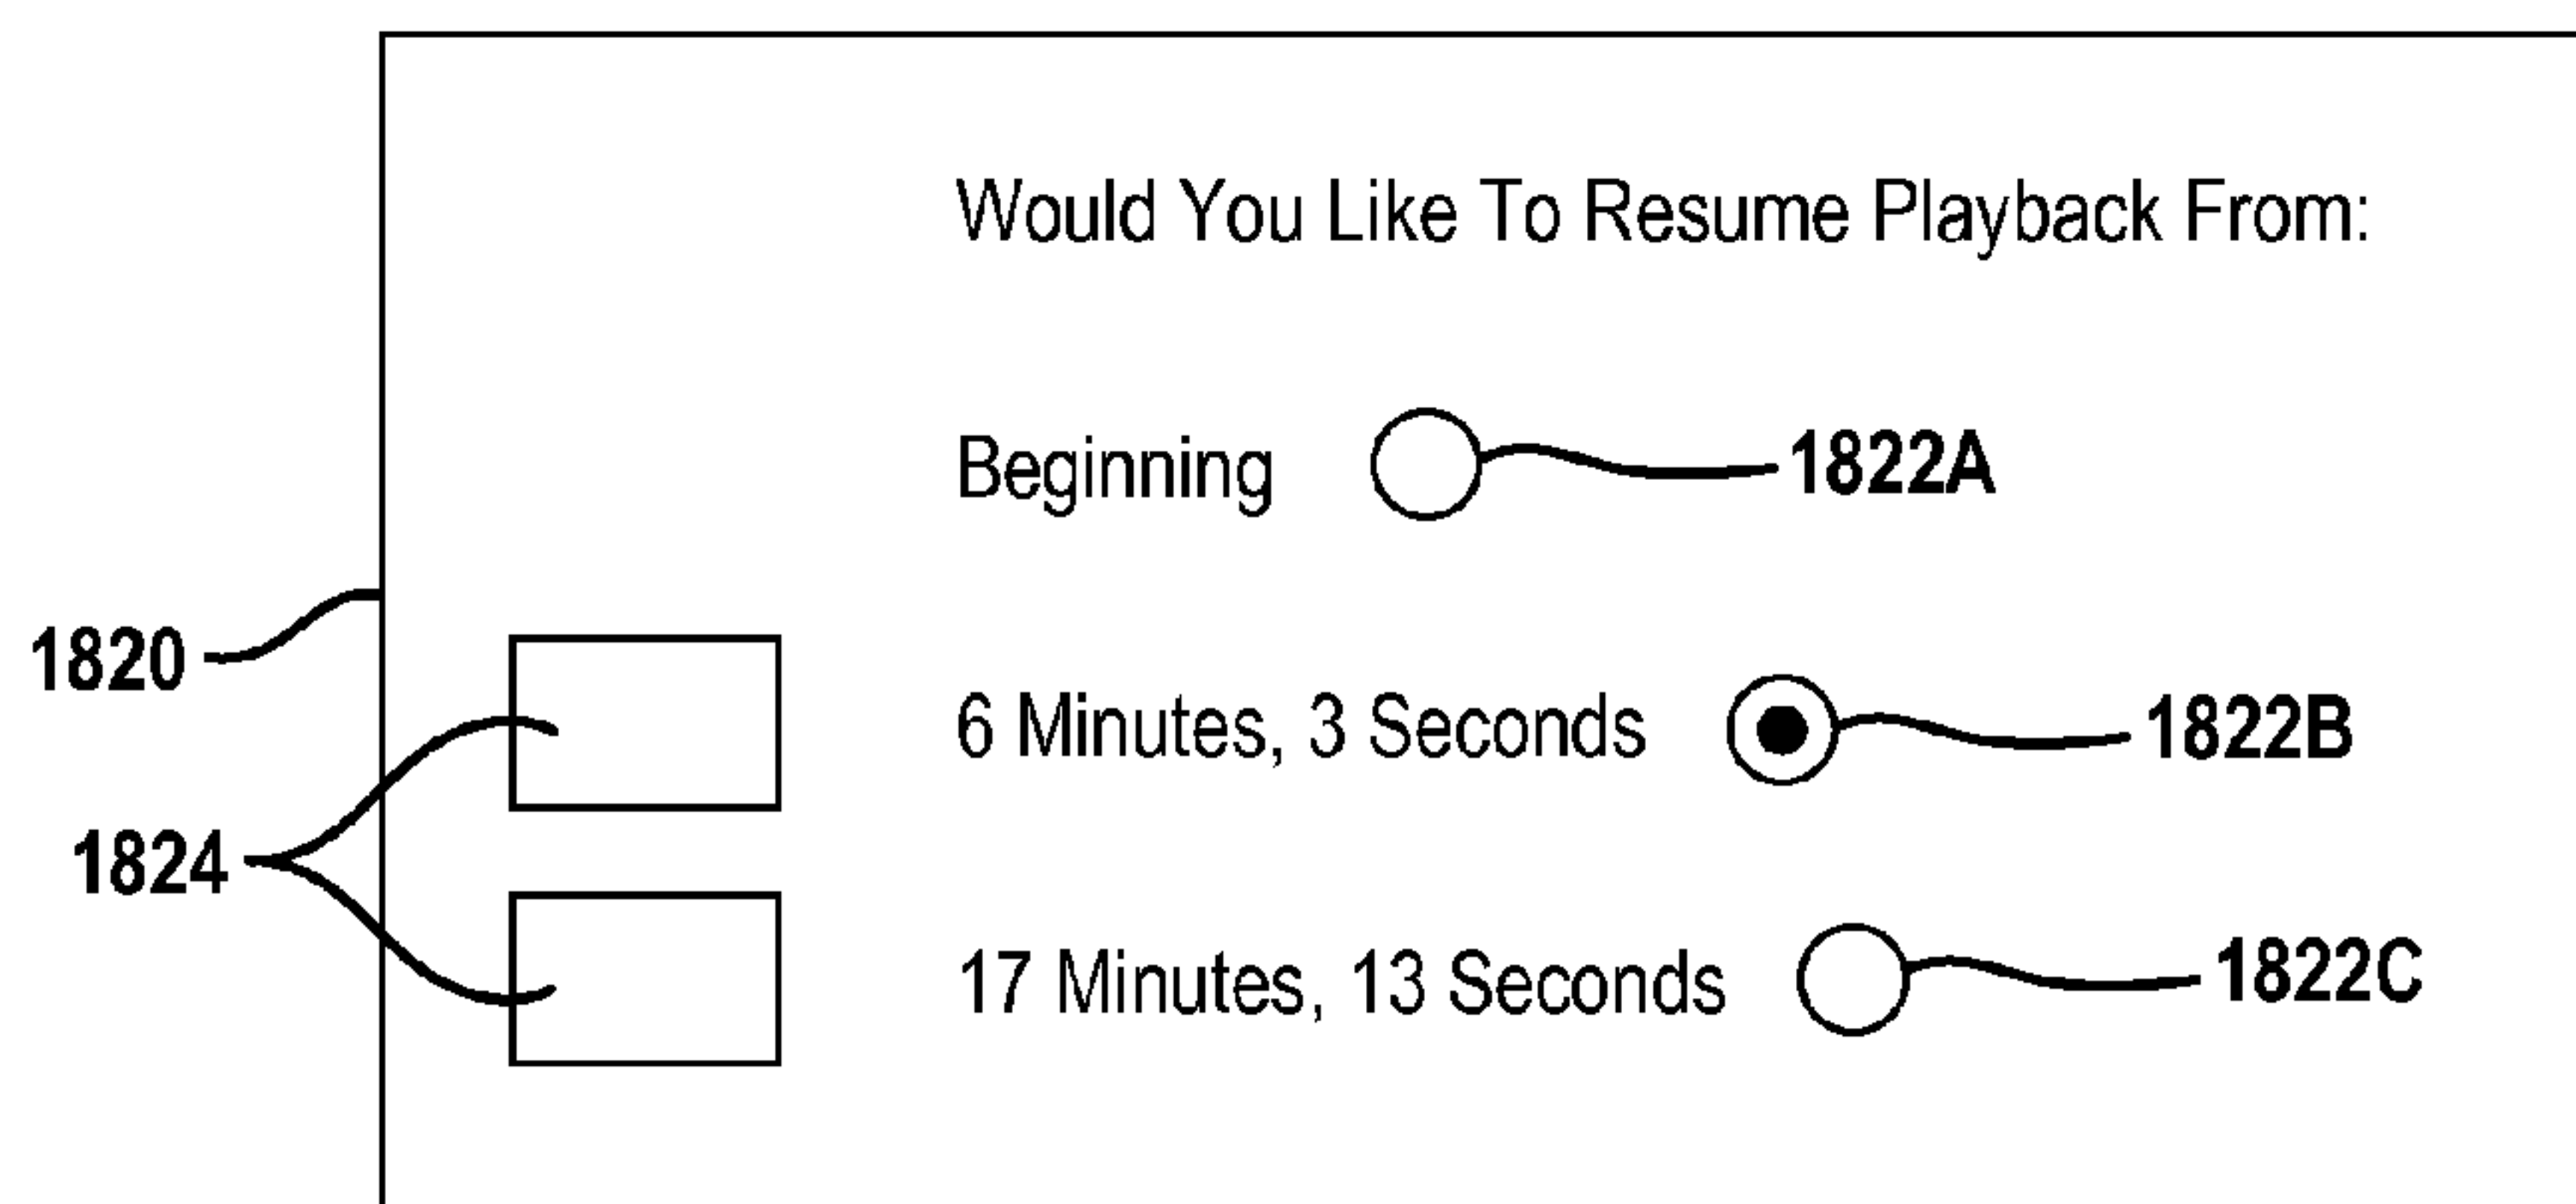 Would You Like To Resume Playback From:
Beginning 1822A
1820
6 Minutes, 3 Seconds 1822B
1824
17 Minutes, 13 Seconds 1822C